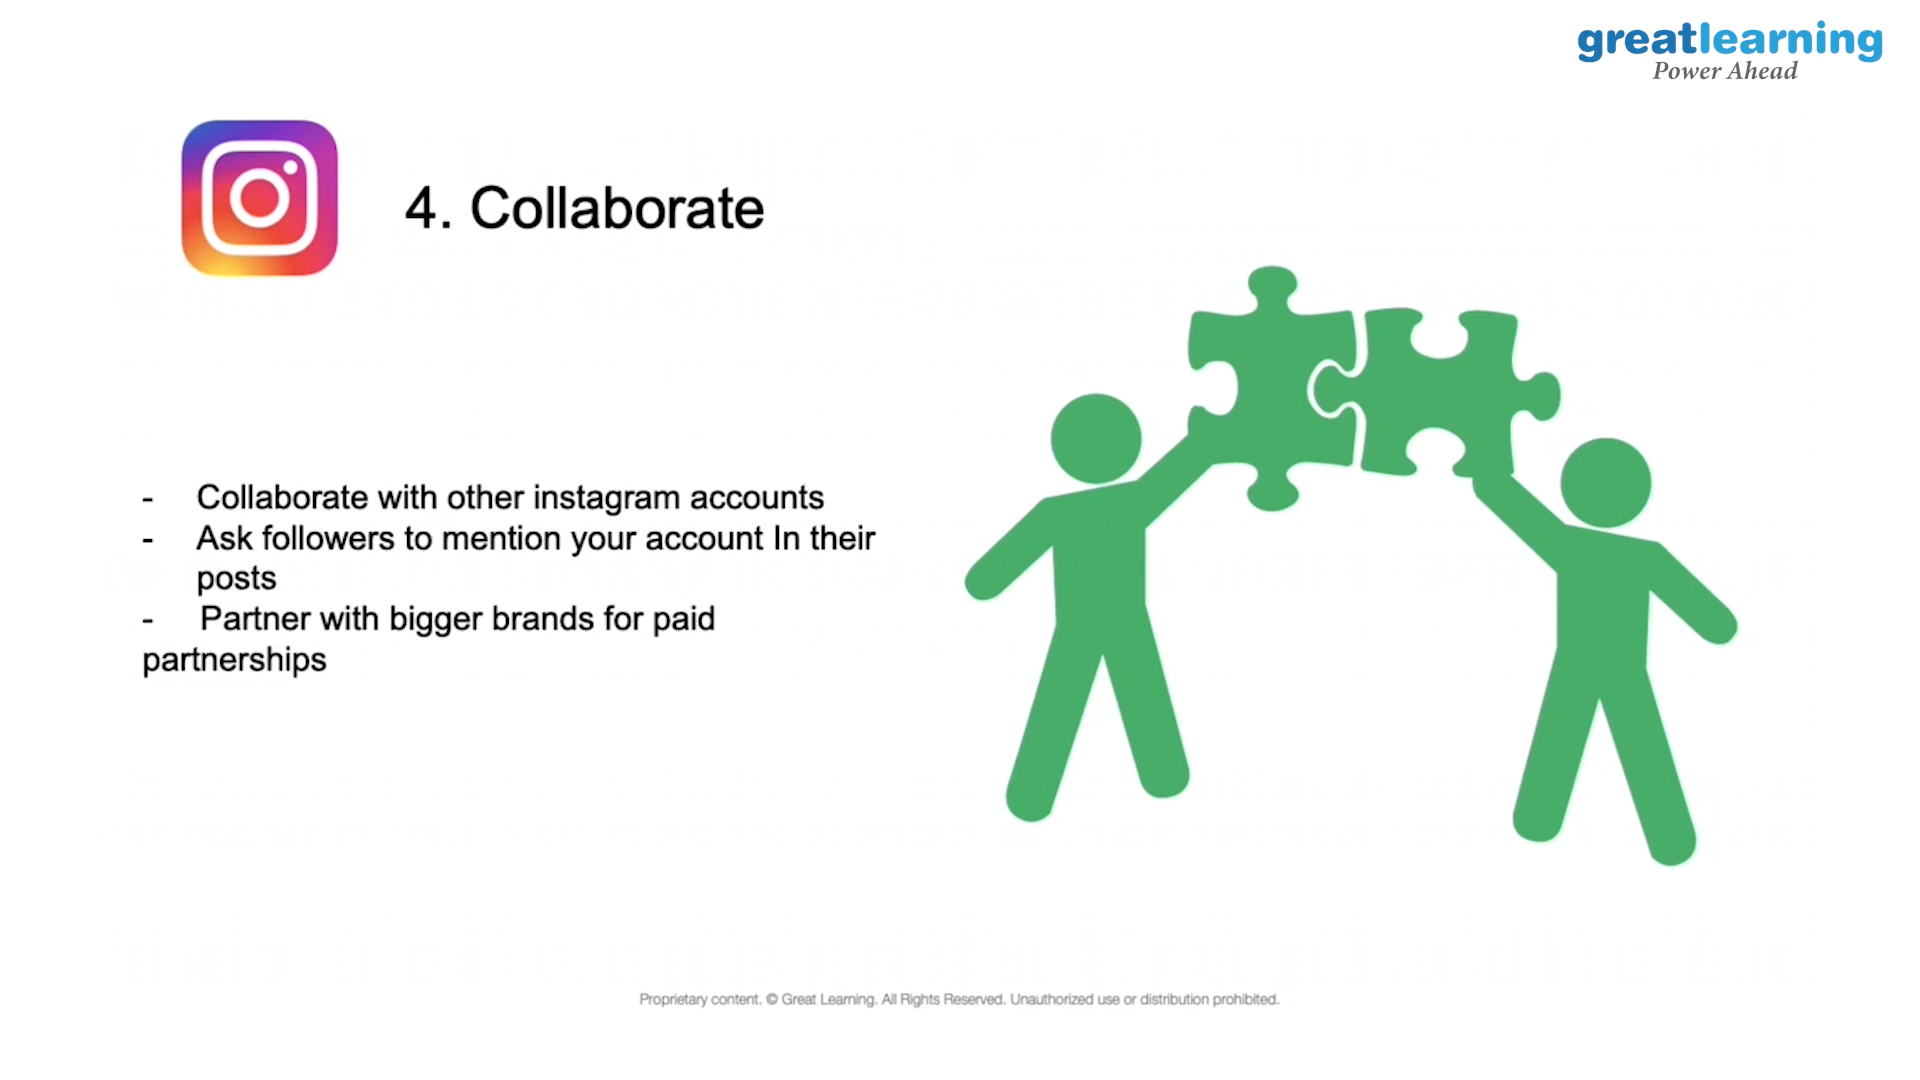 greatlearning
Power Ahead
4. Collaborate
- Collaborate with other instagram accounts
- Ask followers to mention your account In their
posts
- Partner with bigger brands for paid
partnerships
Proprietary content. © Great Learning. All Rights Reserved. Unauthorized use or distribution prohibited.